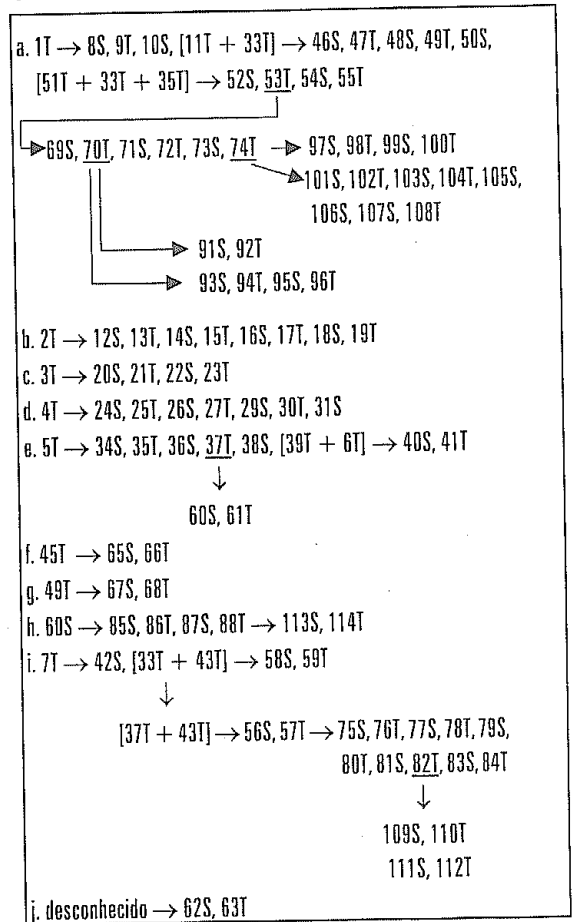 a. 1T → 8S, 9T, 10S, [11T + 33T] → 46S, 47T, 48S, 49T, 50S,
[51T + 33T + 35T] → 52S, 53T, 54S, 55T
69S, 70T, 71S, 72T, 73S, 74T → 97S, 98T, 99S, 100T
101S, 102T, 103S, 104T, 105S,
106S, 107S, 108T
91S, 92T
93S, 94T, 95S, 96T
b. 2T → 12S, 13T, 14S, 15T, 16S, 17T, 18S, 19T
c. 3T → 20S, 21T, 22S, 23T
d. 4T → 24S, 25T, 26S, 27T, 29S, 30T, 31S
e. 5T → 34S, 35T, 36S, 37T, 38S, [39T + 6T] → 40S, 41T
↓
60S, 61T
f. 45T → 65S, 66T
g. 49T → 67S, 68T
h. 60S → 85S, 86T, 87S, 88T → 113S, 114T
i. 7T → 42S, [33T + 43T] → 58S, 59T
↓
[37T + 43T] → 56S, 57T → 75S, 76T, 77S, 78T, 79S,
80T, 81S, 82T, 83S, 84T
↓
109S, 110T
111S, 112T
j. desconhecido → 62S, 63T